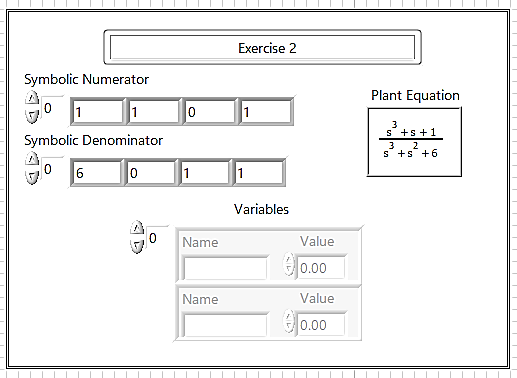 Exercise 2
Symbolic Numerator
0 1 1 0 1
Plant Equation
s³+s+1
s³+s²+6
Symbolic Denominator
0 6 0 1 1
Variables
0
Name Value
0.00
Name Value
0.00